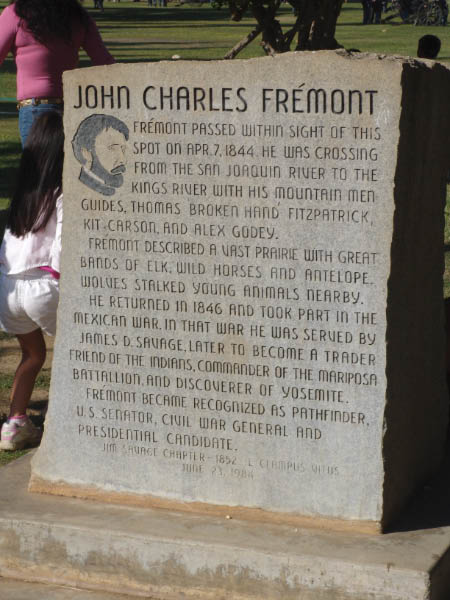 JOHN CHARLES FRÉMONT
FRÉMONT PASSED WITHIN SIGHT OF THIS
SPOT ON APR. 7, 1844. HE WAS CROSSING
FROM THE SAN JOAQUIN RIVER TO THE
KINGS RIVER WITH HIS MOUNTAIN MEN
GUIDES, THOMAS BROKEN HAND FITZPATRICK,
KIT CARSON, AND ALEX GODEY.
FRÉMONT DESCRIBED A VAST PRAIRIE WITH GREAT
BANDS OF ELK, WILD HORSES AND ANTELOPE.
WOLVES STALKED YOUNG ANIMALS NEARBY.
HE RETURNED IN 1846 AND TOOK PART IN THE
MEXICAN WAR. IN THAT WAR HE WAS SERVED BY
JAMES D. SAVAGE, LATER TO BECOME A TRADER
FRIEND OF THE INDIANS, COMMANDER OF THE MARIPOSA
BATTALION, AND DISCOVERER OF YOSEMITE.
FRÉMONT BECAME RECOGNIZED AS PATHFINDER,
U.S. SENATOR, CIVIL WAR GENERAL AND
PRESIDENTIAL CANDIDATE.
JIM SAVAGE CHAPTER - 1852 E CLAMPUS VITUS
JUNE 23, 1984